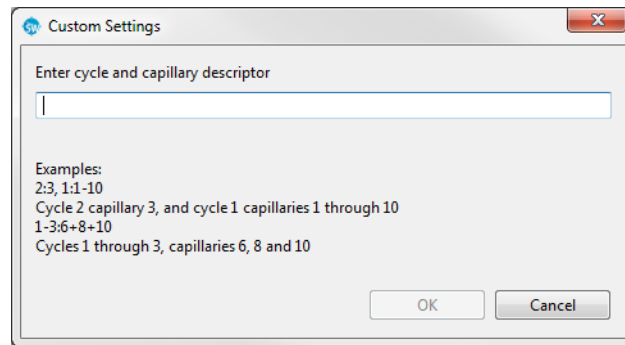 SW Custom Settings
Enter cycle and capillary descriptor
Examples:
2:3, 1:1-10
Cycle 2 capillary 3, and cycle 1 capillaries 1 through 10
1-3:6+8+10
Cycles 1 through 3, capillaries 6, 8 and 10
OK Cancel